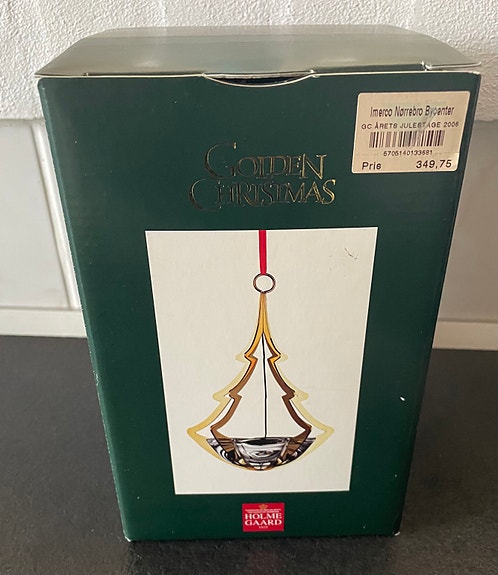 Imerco Nørrebro Bycenter
GC ÅRETS JULESTAGE 2006
5705140133681
Pris 349,75
GOLDEN
CHRISTMAS
HOLME
GAARD